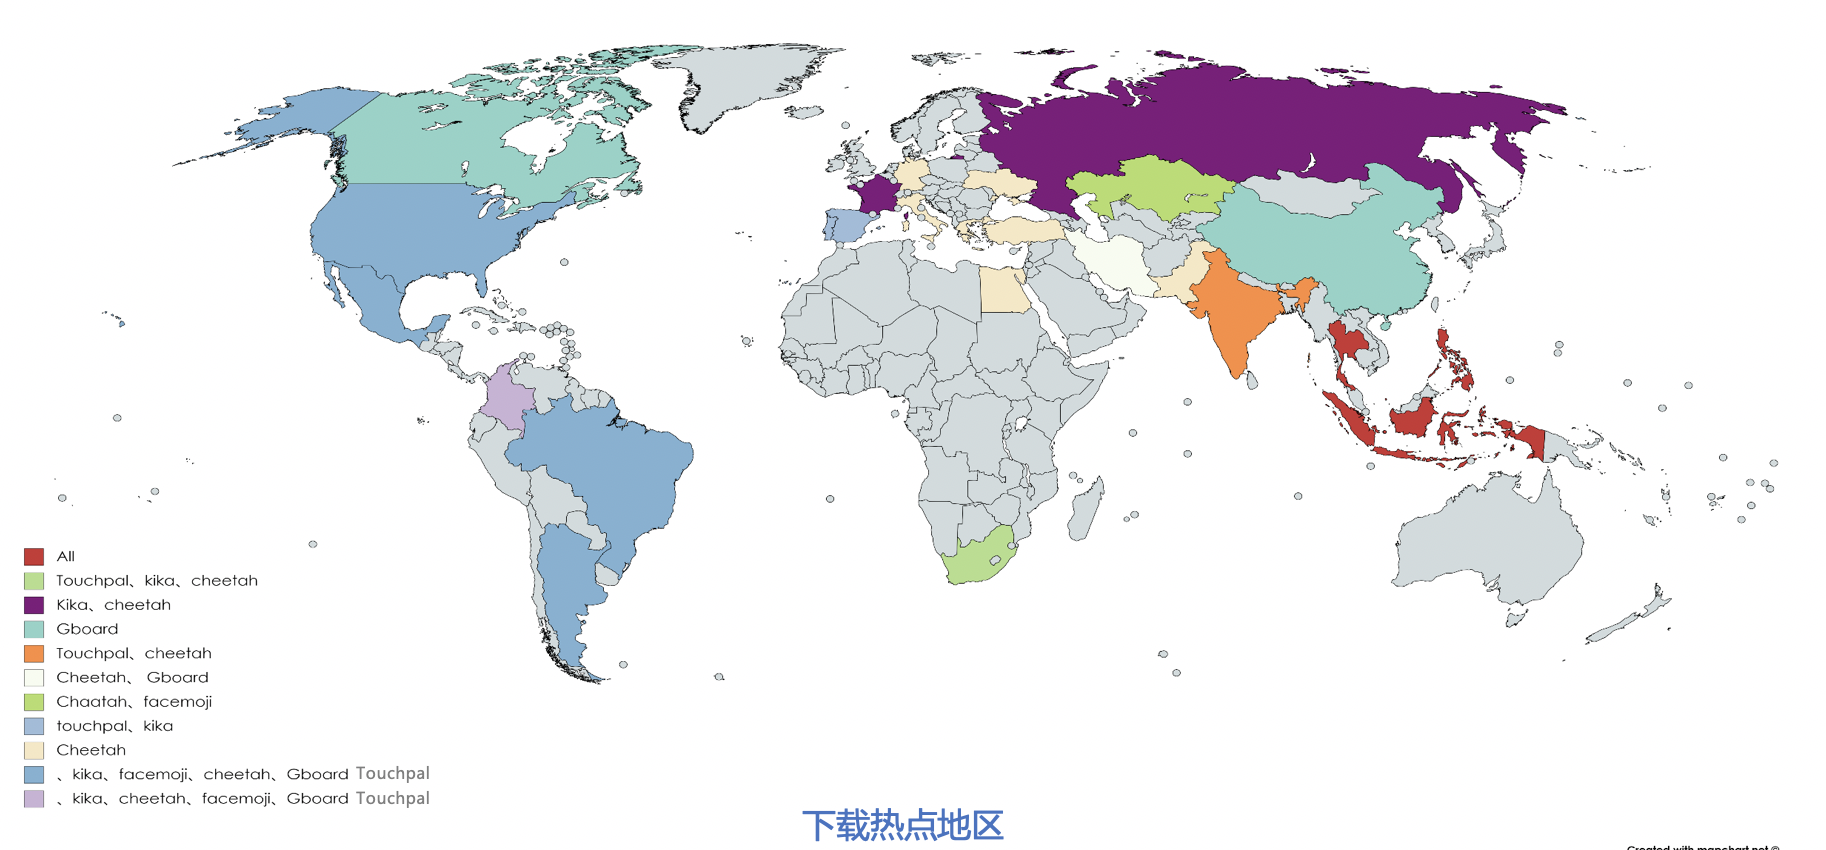 All
Touchpal、kika、cheetah
Kika、cheetah
Gboard
Touchpal、cheetah
Cheetah、 Gboard
Chaatah、facemoji
touchpal、kika
Cheetah
、kika、facemoji、cheetah、Gboard Touchpal
、kika、cheetah、facemoji、Gboard Touchpal
下载热点地区
Created with mapchart.net ©